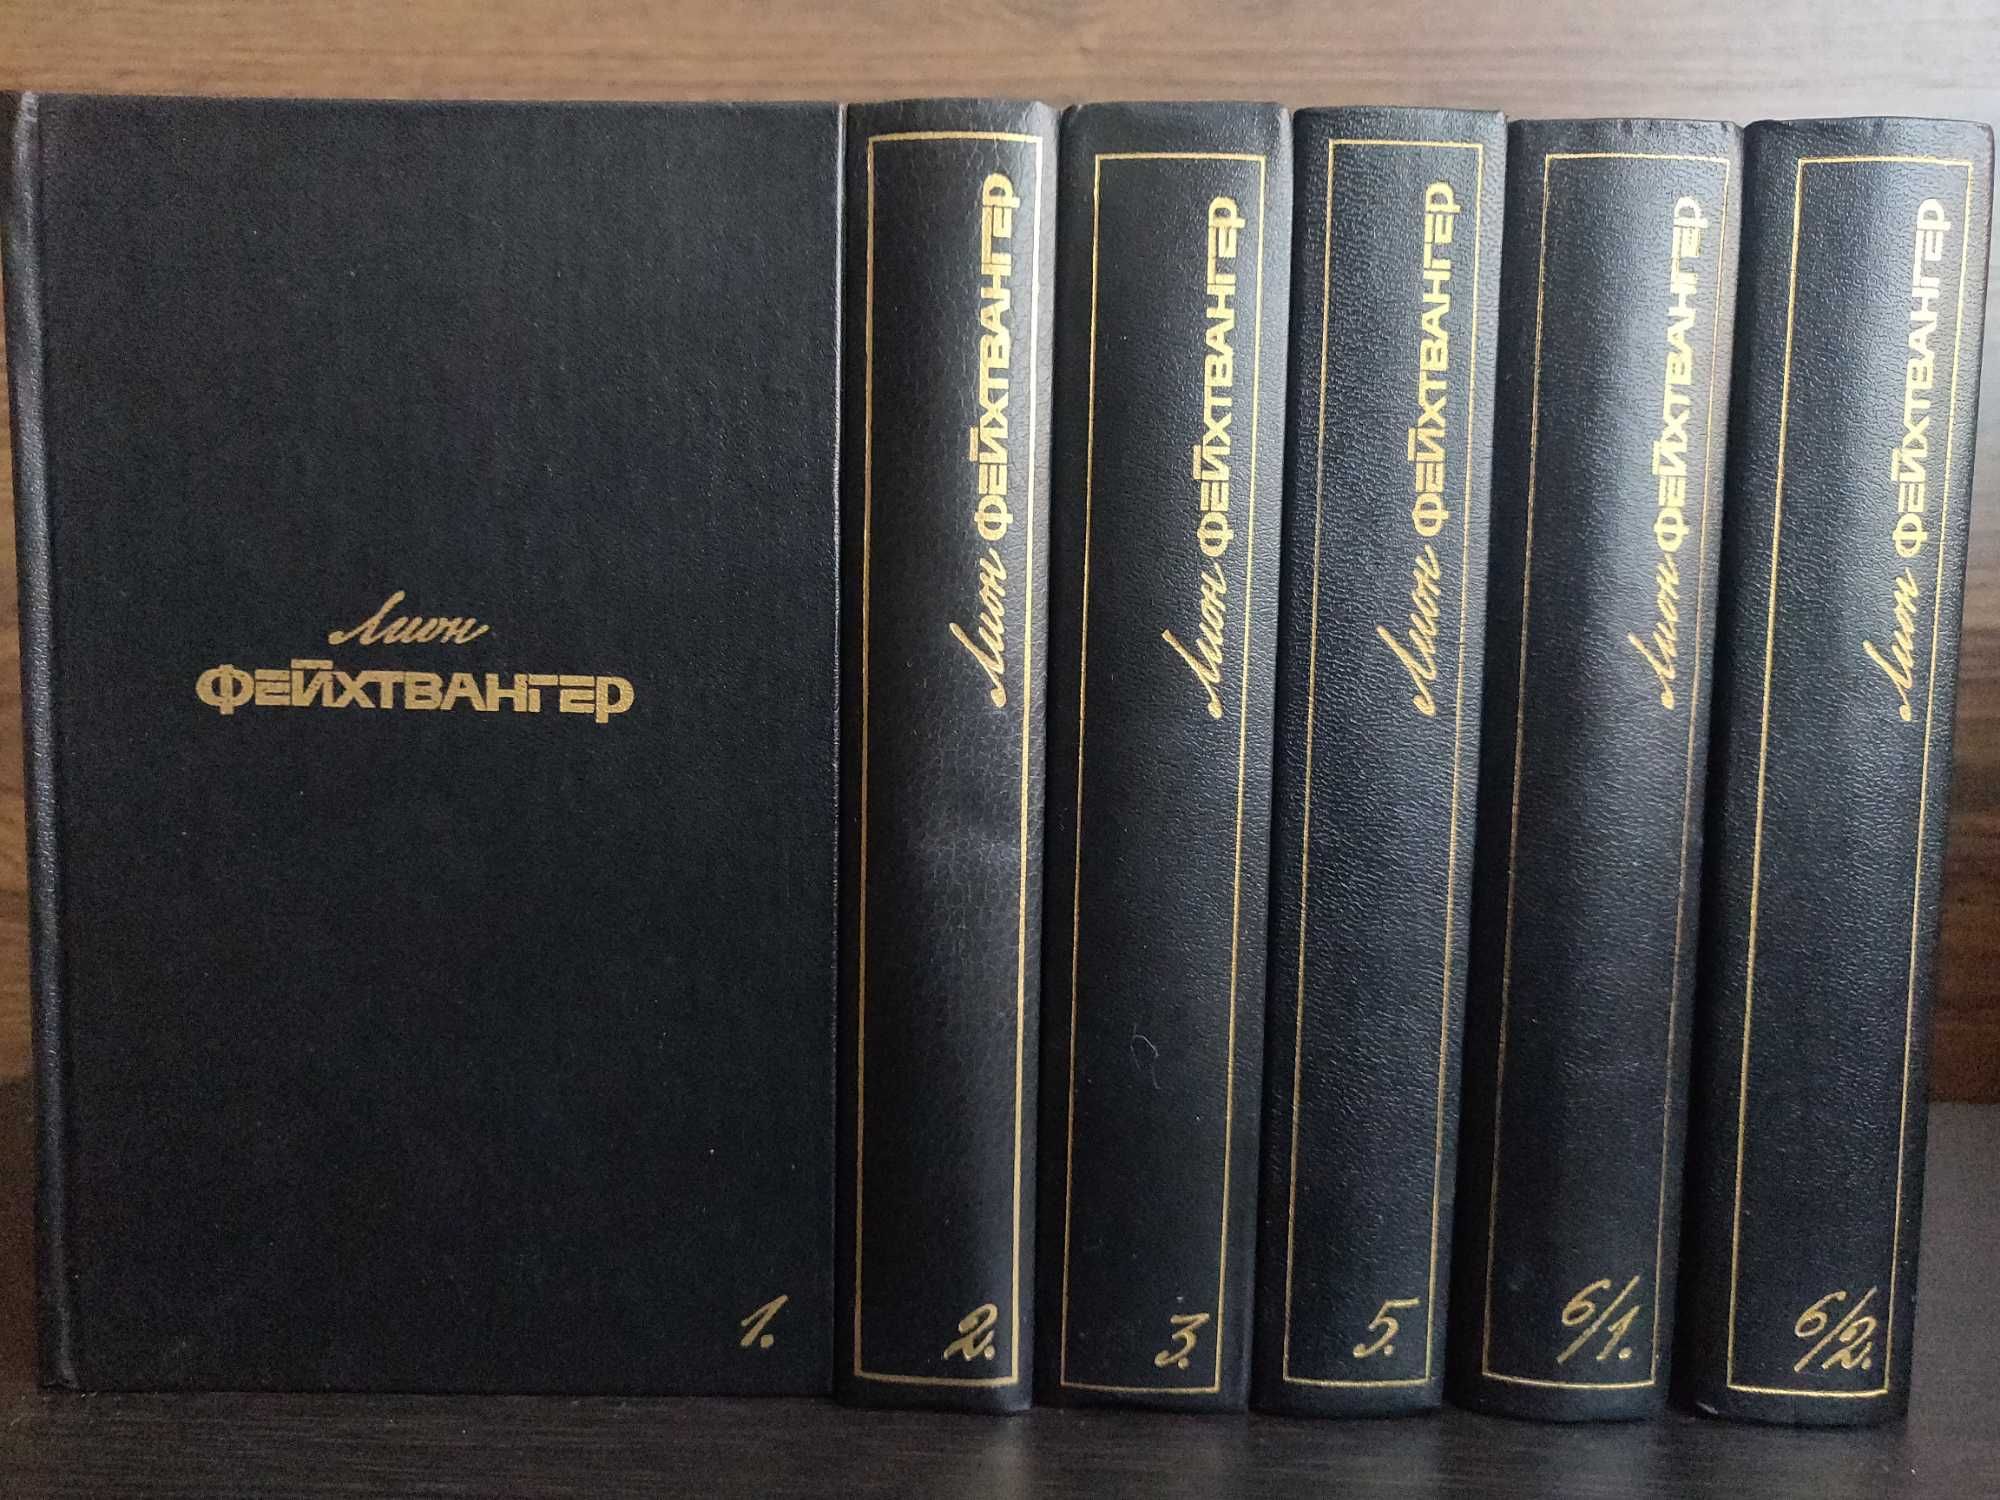 Лион
ФЕЙХТВАНГЕР
1.
Лион ФЕЙХТВАНГЕР
2.
Лион ФЕЙХТВАНГЕР
3.
Лион ФЕЙХТВАНГЕР
5.
Лион ФЕЙХТВАНГЕР
6/1.
Лион ФЕЙХТВАНГЕР
6/2.